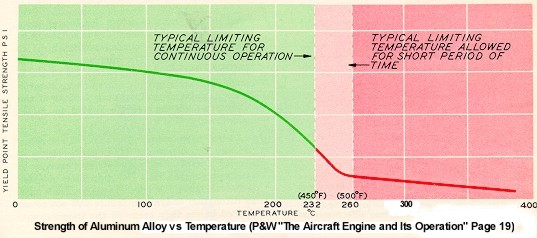 TYPICAL LIMITING
TEMPERATURE FOR
CONTINUOUS OPERATION
TYPICAL LIMITING
TEMPERATURE ALLOWED
FOR SHORT PERIOD OF
TIME
YIELD POINT TENSILE STRENGTH P S I
(450°F) (500°F)
0 100 200 232 260 300 400
TEMPERATURE °C
Strength of Aluminum Alloy vs Temperature (P&W "The Aircraft Engine and Its Operation" Page 19)